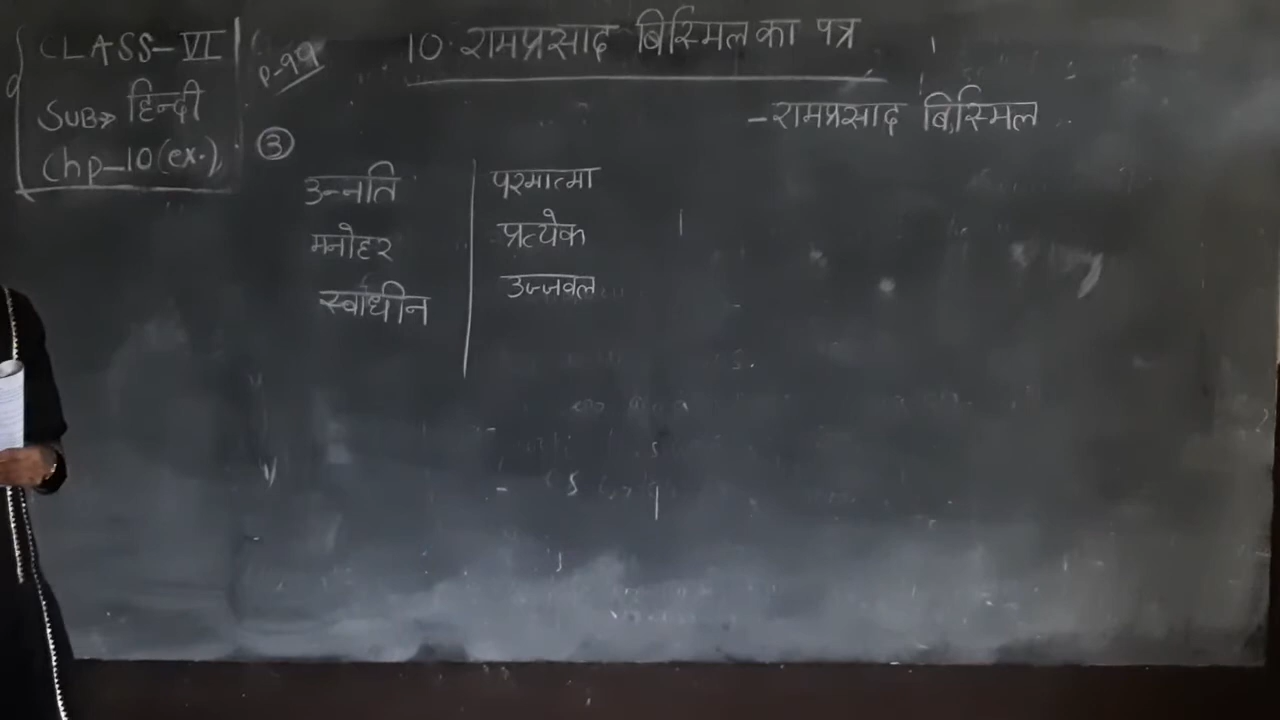 CLASS-VI
SUB⇒ हिन्दी
Chp-10(ex.)
P-99
10. रामप्रसाद बिस्मिल का पत्र
-रामप्रसाद बिस्मिल
③
उन्नति
मनोहर
स्वाधीन
परमात्मा
प्रत्येक
उज्जवल